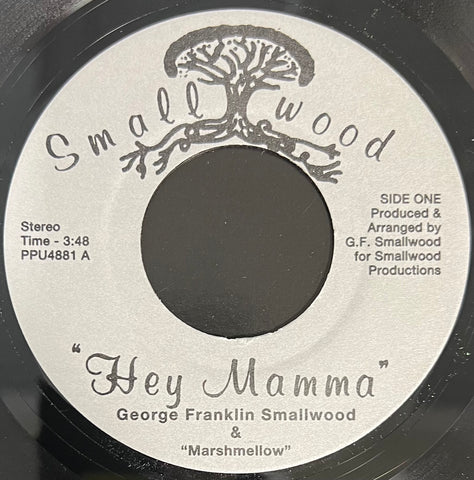 Small wood
Stereo
Time - 3:48
PPU4881 A
SIDE ONE
Produced &
Arranged by
G.F. Smallwood
for Smallwood
Productions
"Hey Mamma"
George Franklin Smallwood
&
"Marshmellow"